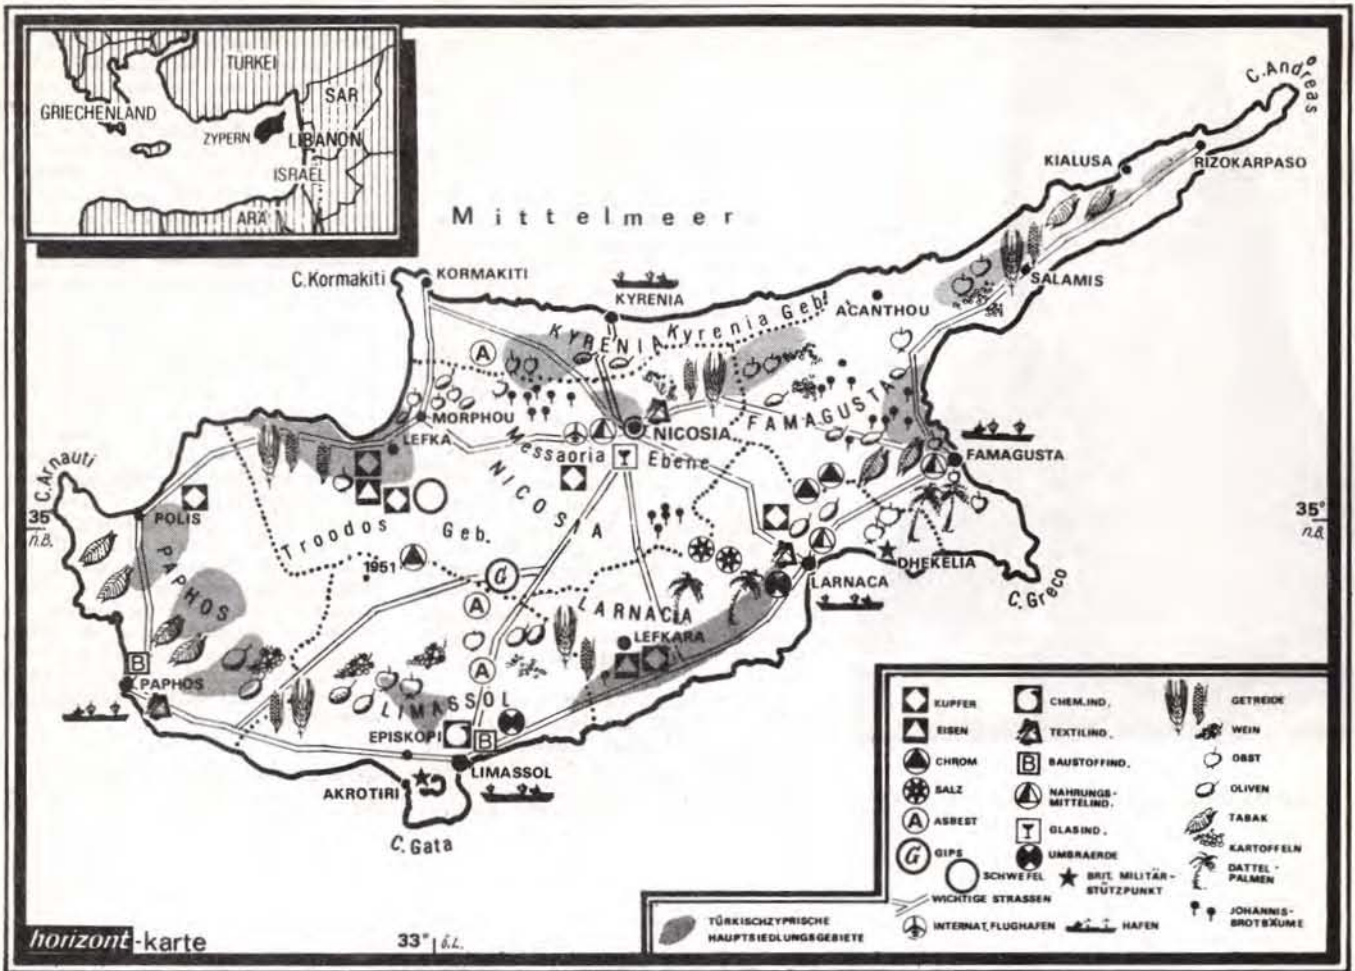 TÜRKEI
GRIECHENLAND
SAR
ZYPERN
LIBANON
ISRAEL
ARA
C. Andreas
KIALUSA
RIZOKARPASO
Mittelmeer
C. Kormakiti
KORMAKITI
KYRENIA
ACANTHOU
SALAMIS
KYRENIA
Kyrenia Geb.
MORPHOU
LEFKA
NICOSIA
FAMAGUSTA
Messaoria Ebene
FAMAGUSTA
C. Arnauti
NICOSIA
35°
n.B.
POLIS
Troodos Geb.
35°
n.B.
PAPHOS
1951
G
DHEKELIA
LARNACA
C. Greco
A
A
A
LARNACA
LEFKARA
B
PAPHOS
LIMASSOL
EPISKOPI
B
LIMASSOL
AKROTIRI
C. Gata
KUPFER
CHEM.IND.
GETREIDE
EISEN
TEXTILIND.
WEIN
CHROM
B BAUSTOFFIND.
OBST
SALZ
NAHRUNGS-
MITTELIND.
OLIVEN
A ASBEST
GLASIND.
TABAK
G GIPS
UMBRAERDE
KARTOFFELN
SCHWEFEL
BRIT. MILITÄR-
STÜTZPUNKT
DATTEL-
PALMEN
WICHTIGE STRASSEN
INTERNAT. FLUGHAFEN
HAFEN
JOHANNIS-
BROTBÄUME
TÜRKISCHZYPRISCHE
HAUPTSIEDLUNGSGEBIETE
horizont-karte
33° ö.L.